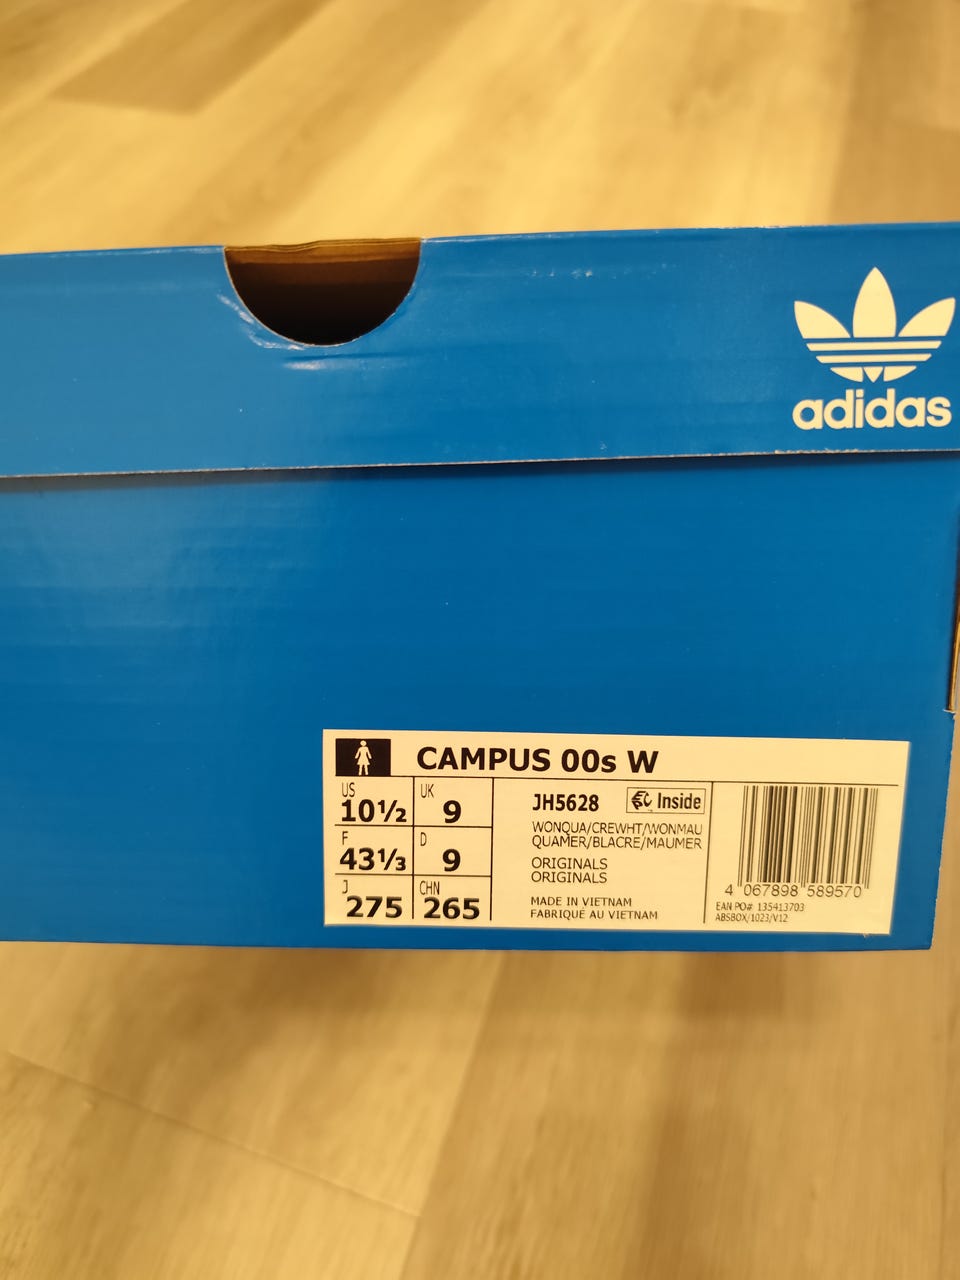 adidas
CAMPUS 00s W
US
10½
UK
9
F
43⅓
D
9
J
275
CHN
265
JH5628
Inside
WONQUA/CREWHT/WONMAU
QUAMER/BLACRE/MAUMER
ORIGINALS
ORIGINALS
MADE IN VIETNAM
FABRIQUÉ AU VIETNAM
4 067898 589570
EAN PO# 135413703
ABSBOX/1023/V12